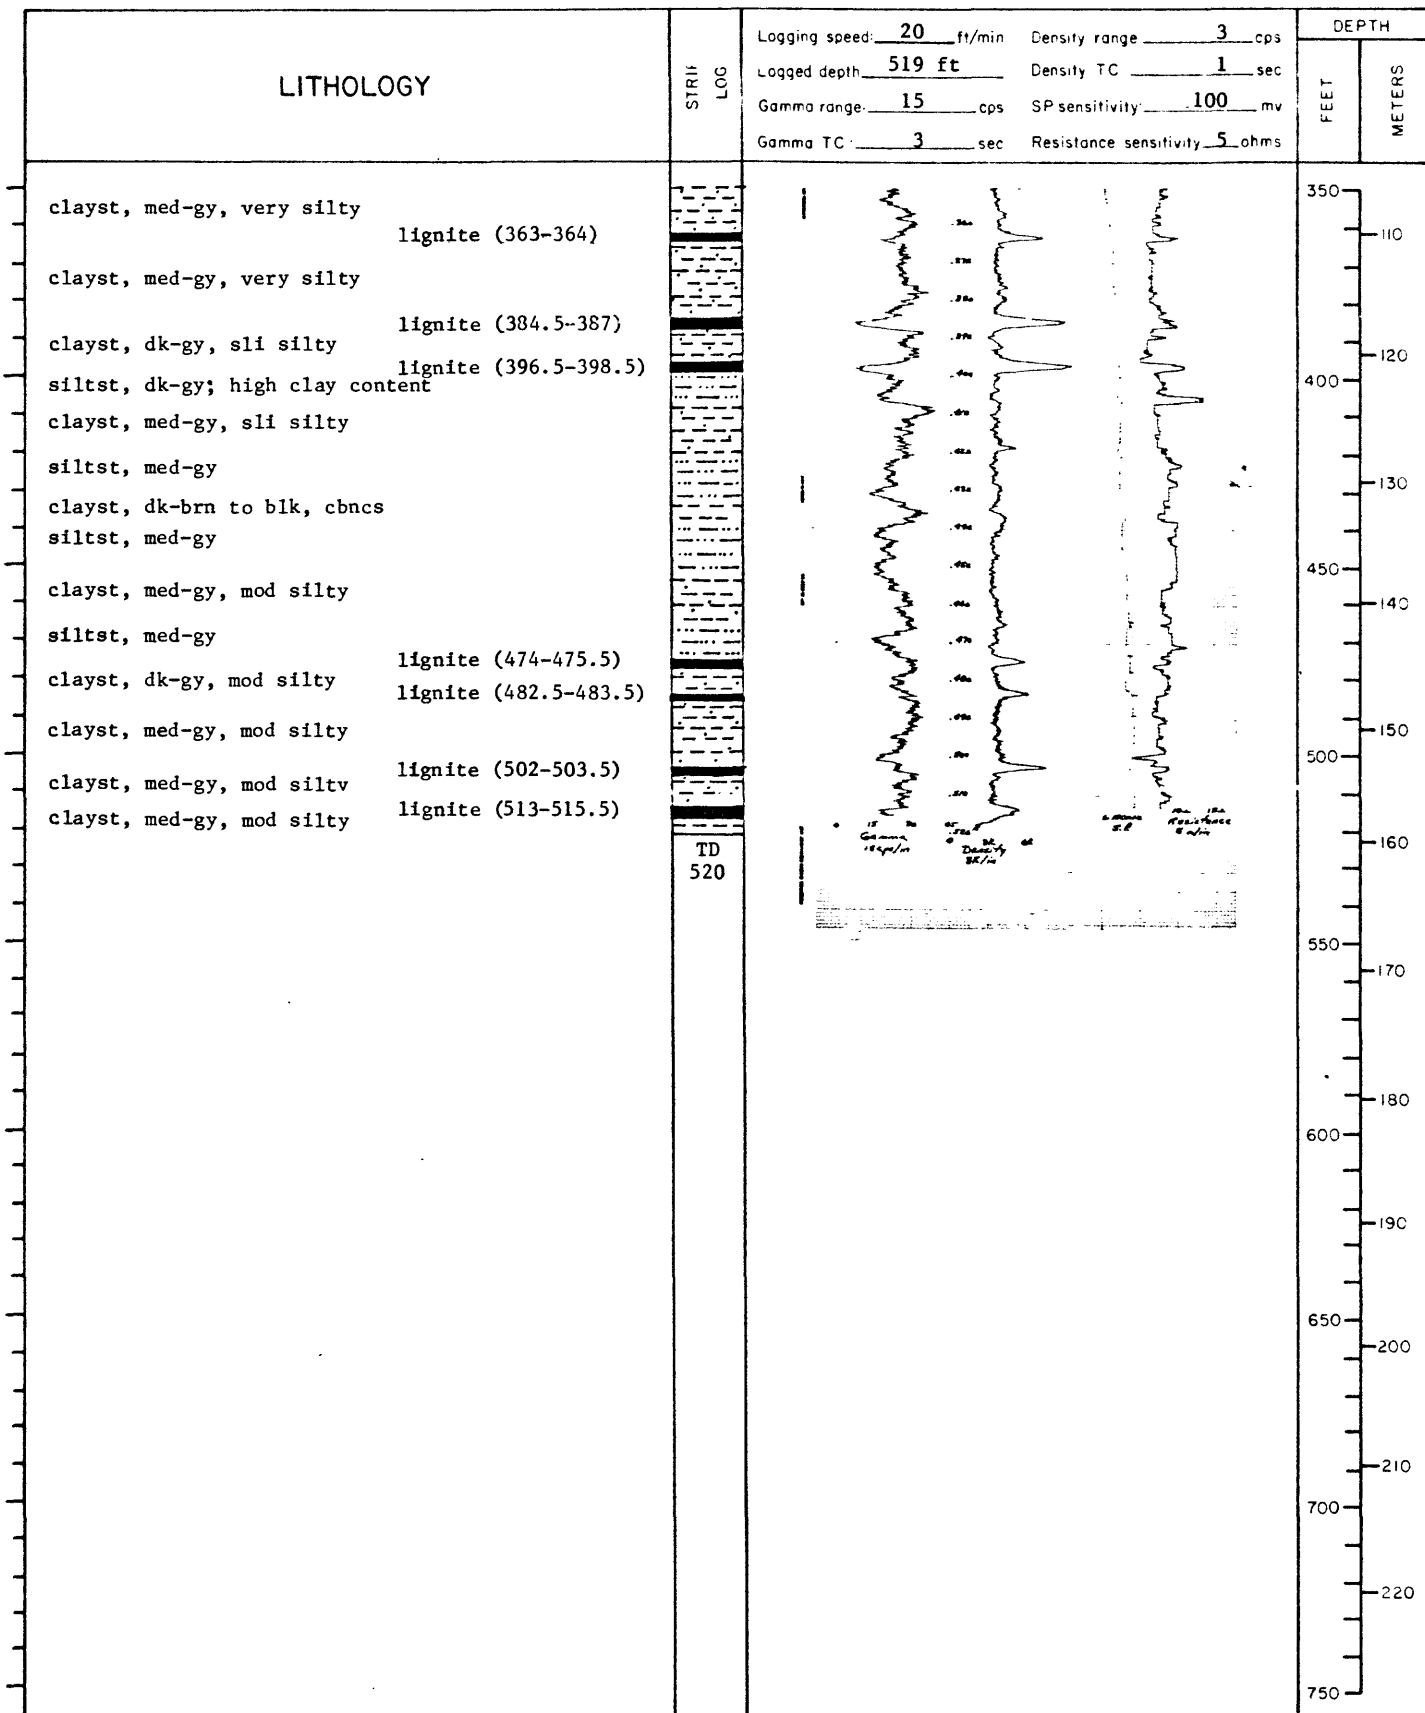 LITHOLOGY
STRIP LOG
Logging speed: 20 ft/min Density range 3 cps
Logged depth 519 ft Density TC 1 sec
Gamma range 15 cps SP sensitivity 100 mv
Gamma TC 3 sec Resistance sensitivity 5 ohms
DEPTH
FEET
METERS
clayst, med-gy, very silty
lignite (363-364)
clayst, med-gy, very silty
lignite (384.5-387)
clayst, dk-gy, sli silty
lignite (396.5-398.5)
siltst, dk-gy; high clay content
clayst, med-gy, sli silty
siltst, med-gy
clayst, dk-brn to blk, cbncs
siltst, med-gy
clayst, med-gy, mod silty
siltst, med-gy
lignite (474-475.5)
clayst, dk-gy, mod silty
lignite (482.5-483.5)
clayst, med-gy, mod silty
lignite (502-503.5)
clayst, med-gy, mod siltv
lignite (513-515.5)
clayst, med-gy, mod silty
TD
520
Gamma
Density
3K/in
S.P.
Resistance
350
400
450
500
550
600
650
700
750
110
120
130
140
150
160
170
180
190
200
210
220